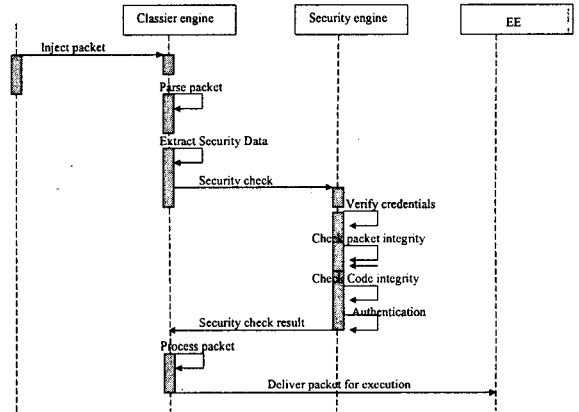 Classier engine
Security engine
EE
Inject packet
Parse packet
Extract Security Data
Security check
Verify credentials
Check packet integrity
Check Code integrity
Authentication
Security check result
Process packet
Deliver packet for execution